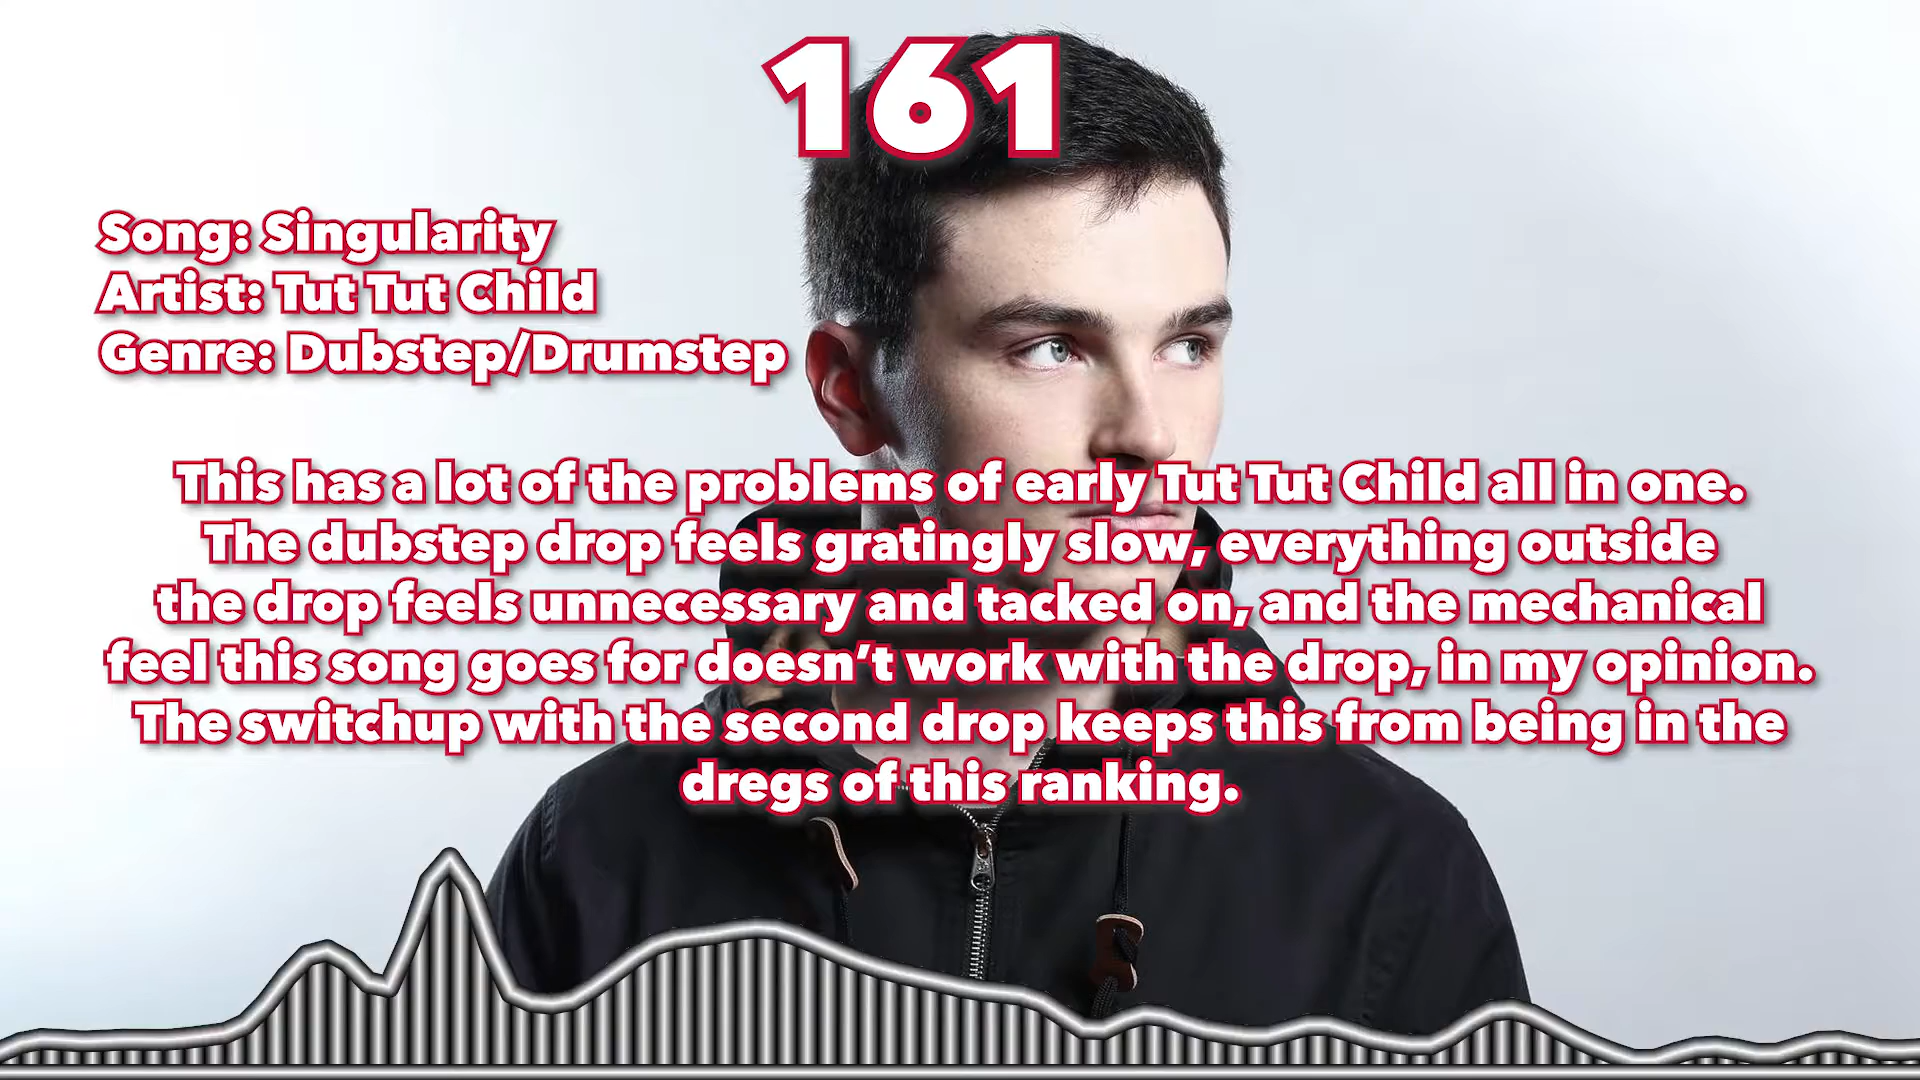 161
Song: Singularity
Artist: Tut Tut Child
Genre: Dubstep/Drumstep
This has a lot of the problems of early Tut Tut Child all in one.
The dubstep drop feels gratingly slow, everything outside
the drop feels unnecessary and tacked on, and the mechanical
feel this song goes for doesn’t work with the drop, in my opinion.
The switchup with the second drop keeps this from being in the
dregs of this ranking.